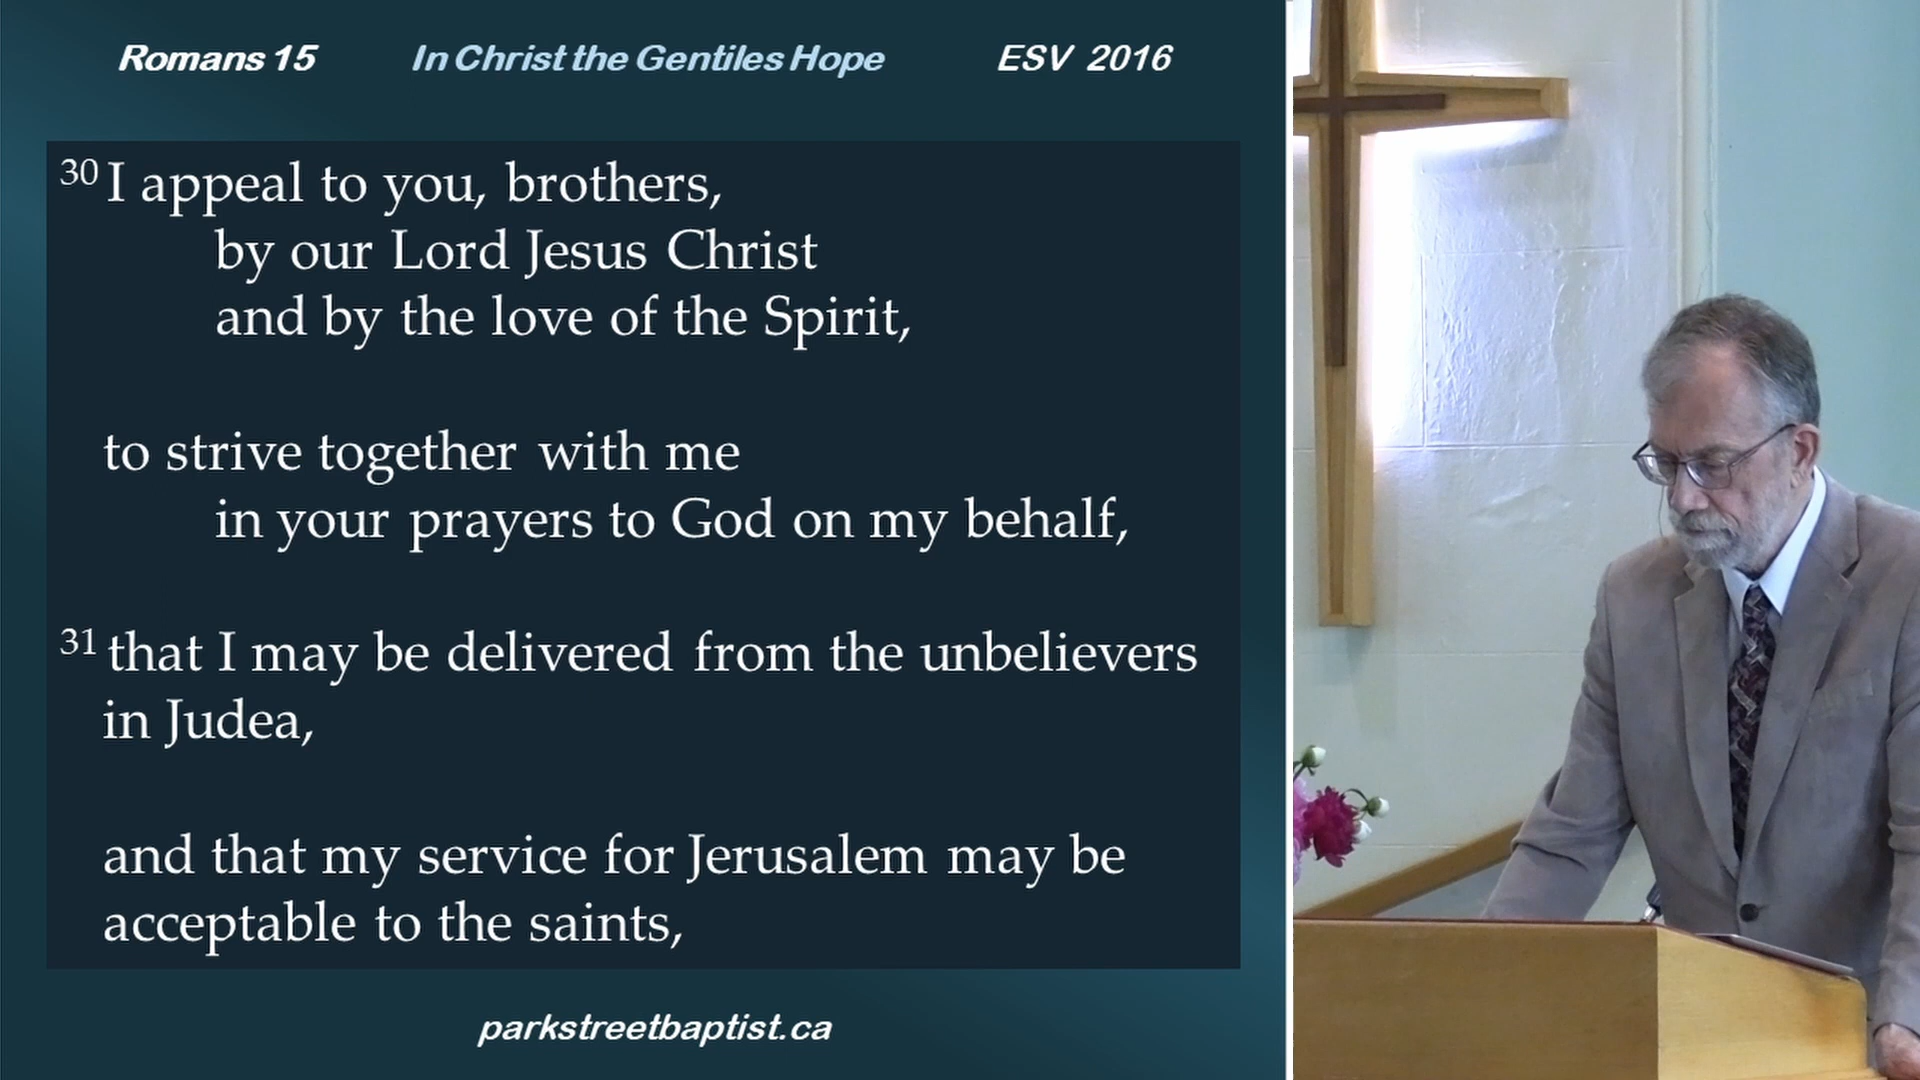 Romans 15 In Christ the Gentiles Hope ESV 2016
30 I appeal to you, brothers,
by our Lord Jesus Christ
and by the love of the Spirit,
to strive together with me
in your prayers to God on my behalf,
31 that I may be delivered from the unbelievers
in Judea,
and that my service for Jerusalem may be
acceptable to the saints,
parkstreetbaptist.ca